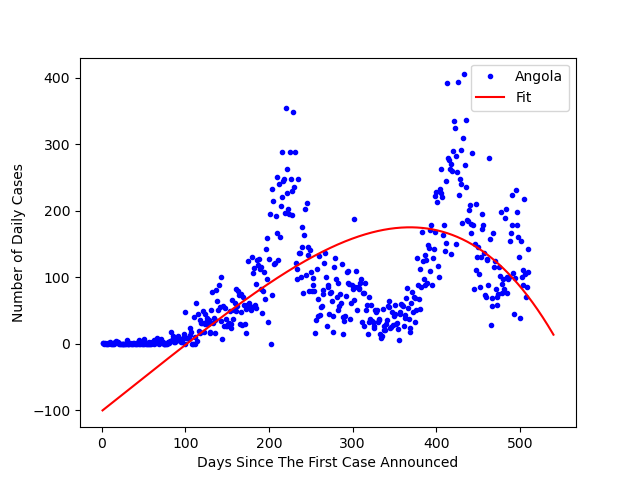 Angola
Fit
400
300
200
100
0
−100
Number of Daily Cases
0 100 200 300 400 500
Days Since The First Case Announced